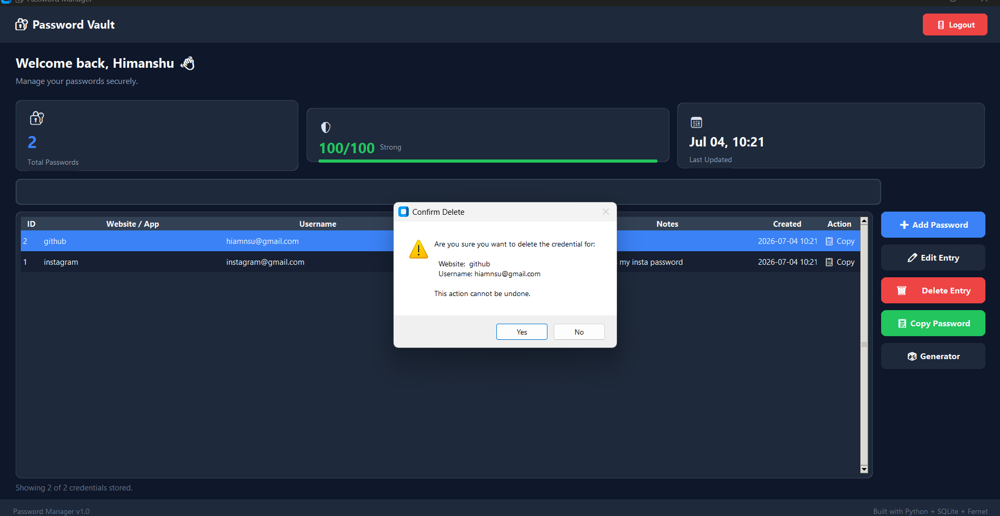 Password Manager
Password Vault
Logout
Welcome back, Himanshu
Manage your passwords securely.
2
Total Passwords
100/100 Strong
Jul 04, 10:21
Last Updated
ID Website / App Username Notes Created Action
2 github hiamnsu@gmail.com 2026-07-04 10:21 Copy
1 instagram instagram@gmail.com my insta password 2026-07-04 10:21 Copy
Confirm Delete
Are you sure you want to delete the credential for:
Website: github
Username: hiamnsu@gmail.com
This action cannot be undone.
Yes No
Add Password
Edit Entry
Delete Entry
Copy Password
Generator
Showing 2 of 2 credentials stored.
Password Manager v1.0
Built with Python + SQLite + Fernet